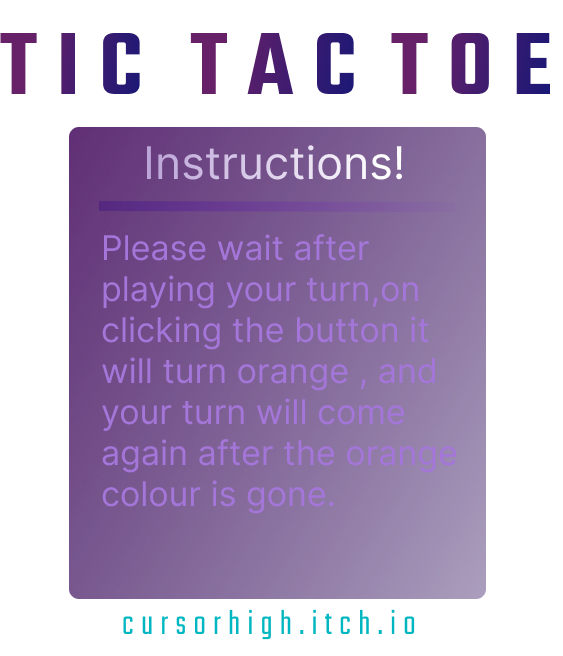 TIC TAC TOE
Instructions!
Please wait after
playing your turn,on
clicking the button it
will turn orange , and
your turn will come
again after the orange
colour is gone.
cursorhigh.itch.io